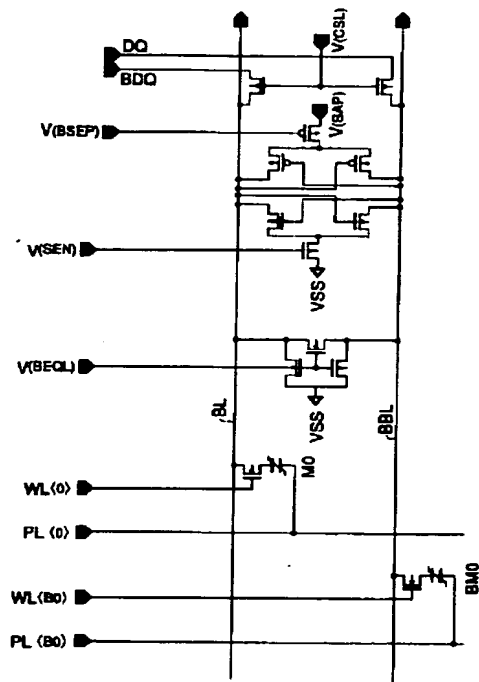 DQ
BDQ
V(CSL)
V(BSEP)
V(SAP)
V(SEN)
VSS
V(BEQL)
BL
VSS
BBL
WL(0)
M0
PL(0)
WL(B0)
BM0
PL(B0)